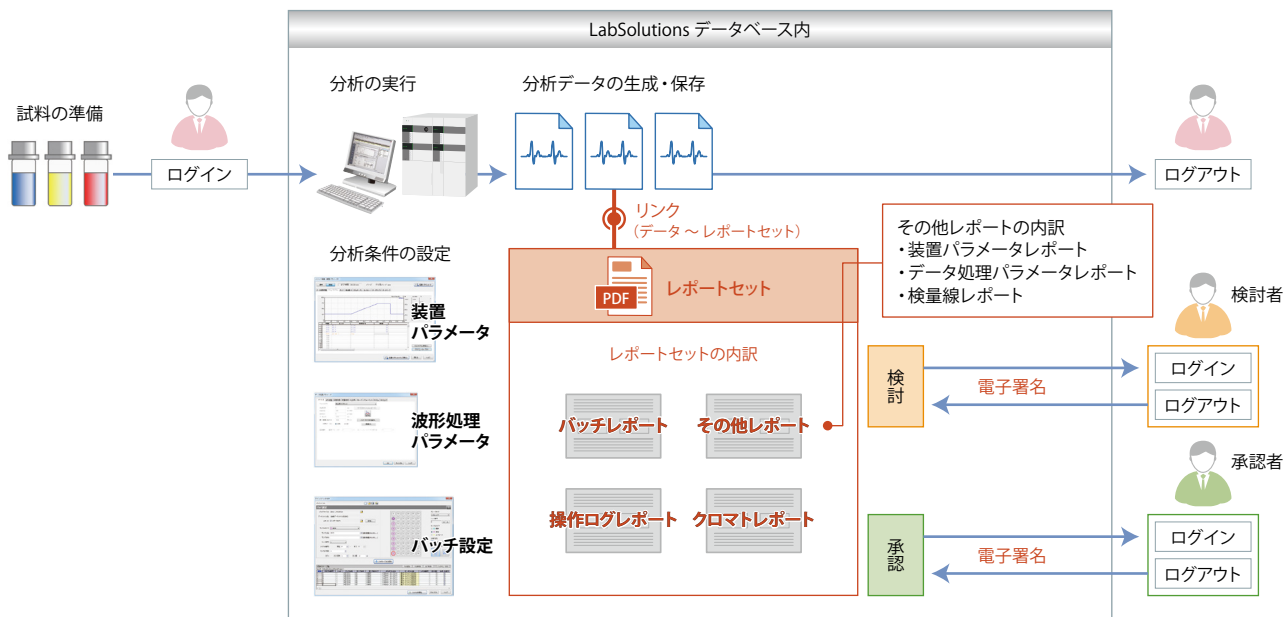 LabSolutions データベース内
試料の準備
ログイン
分析の実行
分析データの生成・保存
ログアウト
リンク
（データ ～ レポートセット）
その他レポートの内訳
・装置パラメータレポート
・データ処理パラメータレポート
・検量線レポート
分析条件の設定
装置
パラメータ
PDF
レポートセット
レポートセットの内訳
波形処理
パラメータ
バッチレポート
その他レポート
操作ログレポート
クロマトレポート
バッチ設定
検討
電子署名
検討者
ログイン
ログアウト
承認
電子署名
承認者
ログイン
ログアウト